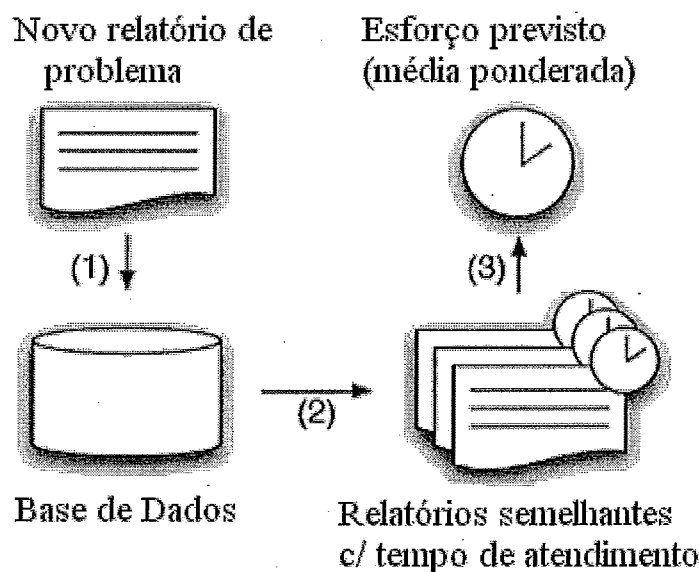 Novo relatório de
problema
Esforço previsto
(média ponderada)
(1)
(3)
(2)
Base de Dados
Relatórios semelhantes
c/ tempo de atendimento